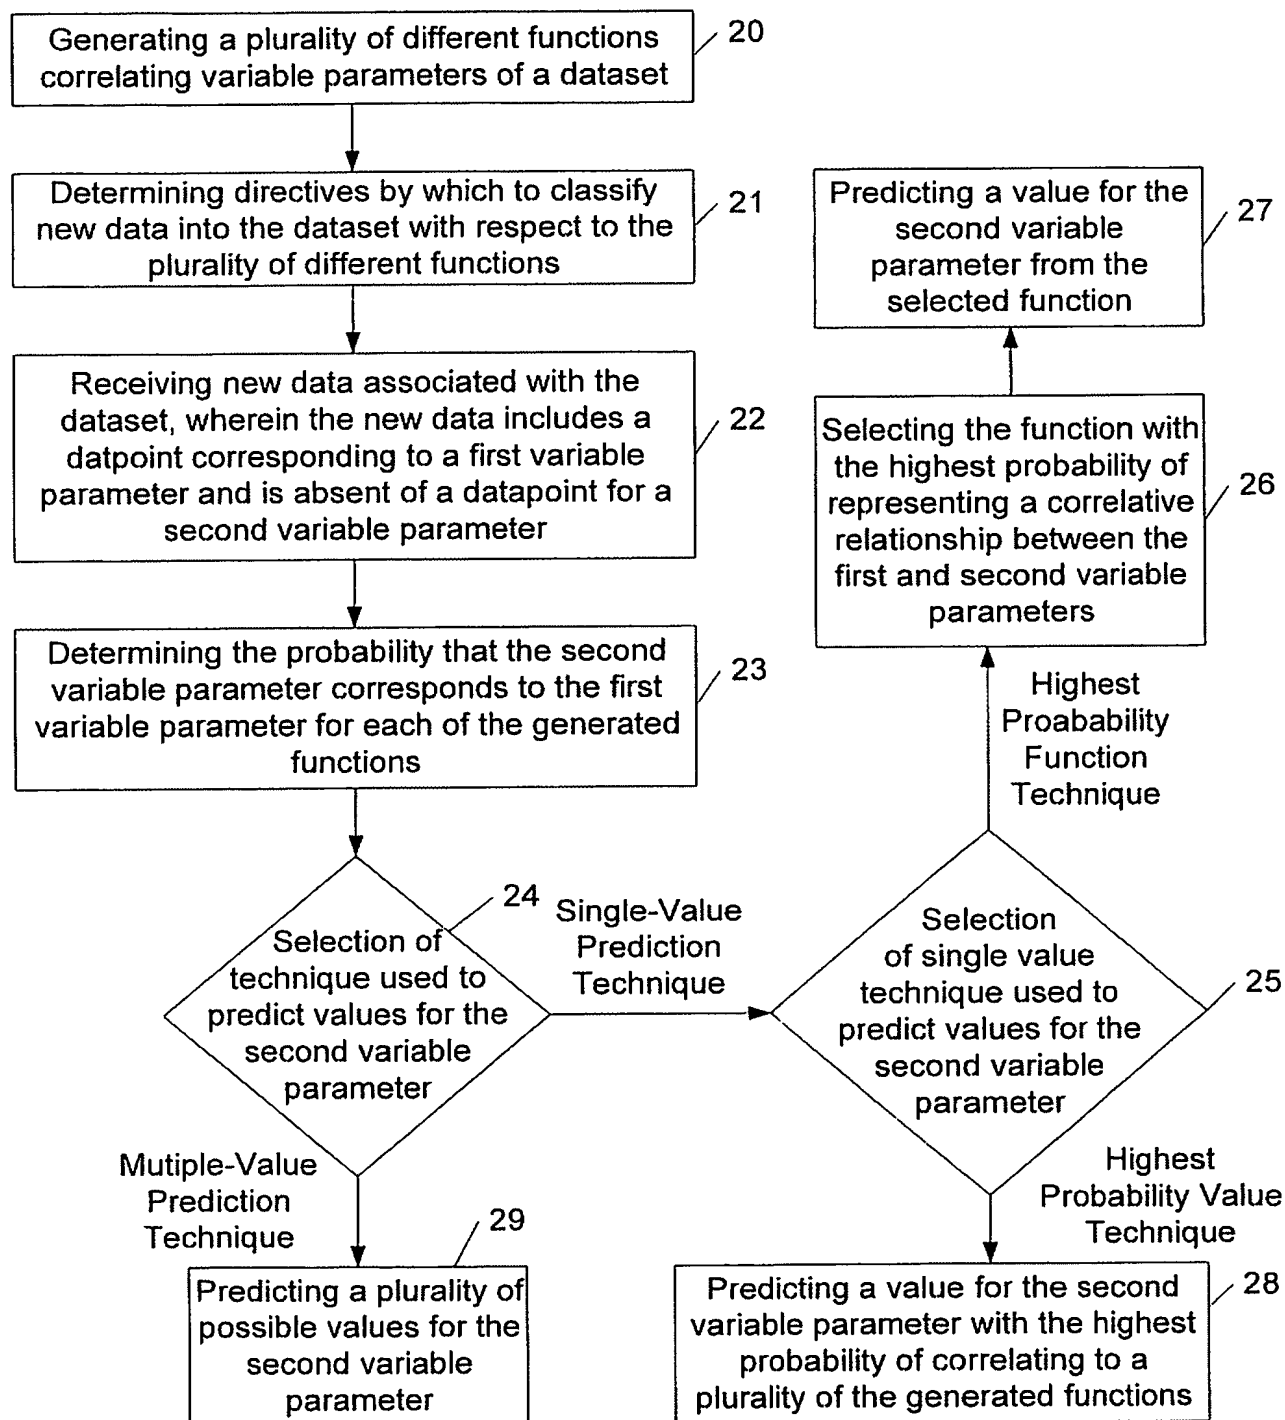 Generating a plurality of different functions
correlating variable parameters of a dataset
20
Determining directives by which to classify
new data into the dataset with respect to the
plurality of different functions
21
Receiving new data associated with the
dataset, wherein the new data includes a
datpoint corresponding to a first variable
parameter and is absent of a datapoint for a
second variable parameter
22
Determining the probability that the second
variable parameter corresponds to the first
variable parameter for each of the generated
functions
23
Selection of
technique used to
predict values for the
second variable
parameter
24
Single-Value
Prediction
Technique
Selection
of single value
technique used to
predict values for the
second variable
parameter
25
Highest
Proabability
Function
Technique
Selecting the function with
the highest probability of
representing a correlative
relationship between the
first and second variable
parameters
26
Predicting a value for the
second variable
parameter from the
selected function
27
Highest
Probability Value
Technique
Predicting a value for the second
variable parameter with the highest
probability of correlating to a
plurality of the generated functions
28
Mutiple-Value
Prediction
Technique
Predicting a plurality of
possible values for the
second variable
parameter
29